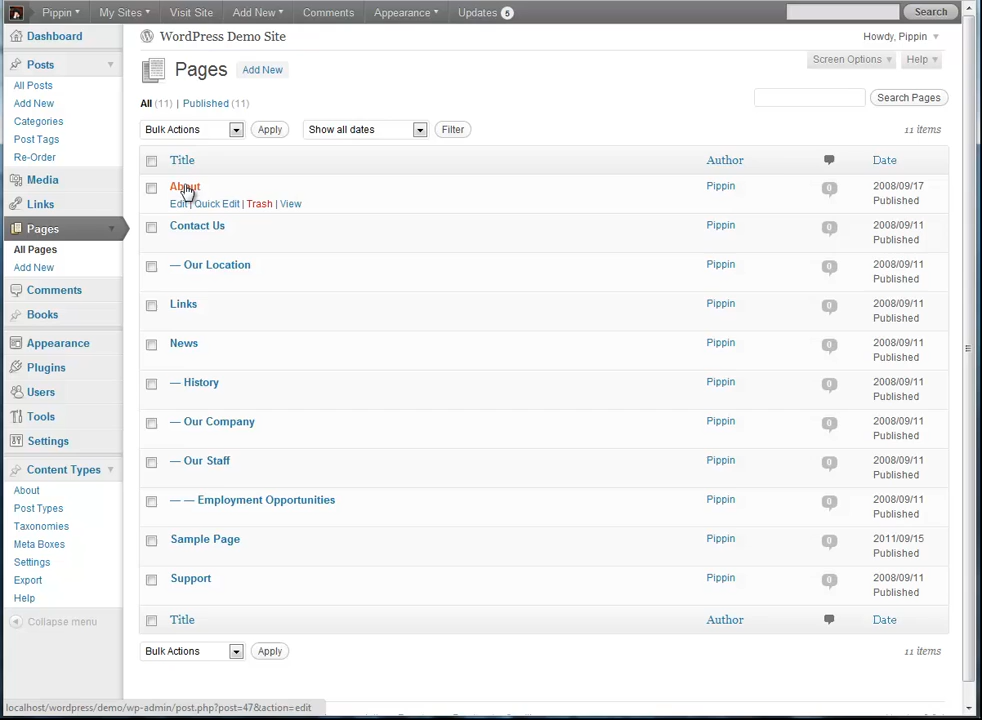 Pippin My Sites Visit Site Add New Comments Appearance Updates 5 Search
WordPress Demo Site Howdy, Pippin
Dashboard
Posts
All Posts
Add New
Categories
Post Tags
Re-Order
Media
Links
Pages
All Pages
Add New
Comments
Books
Appearance
Plugins
Users
Tools
Settings
Content Types
About
Post Types
Taxonomies
Meta Boxes
Settings
Export
Help
Collapse menu
Screen Options Help
Pages Add New
All (11) | Published (11) Search Pages
Bulk Actions Apply Show all dates Filter 11 items
Title Author Date
About Pippin 0 2008/09/17
Published
Edit | Quick Edit | Trash | View
Contact Us Pippin 0 2008/09/11
Published
— Our Location Pippin 0 2008/09/11
Published
Links Pippin 0 2008/09/11
Published
News Pippin 0 2008/09/11
Published
— History Pippin 0 2008/09/11
Published
— Our Company Pippin 0 2008/09/11
Published
— Our Staff Pippin 0 2008/09/11
Published
— — Employment Opportunities Pippin 0 2008/09/11
Published
Sample Page Pippin 0 2011/09/15
Published
Support Pippin 0 2008/09/11
Published
Title Author Date
Bulk Actions Apply 11 items
localhost/wordpress/demo/wp-admin/post.php?post=47&action=edit